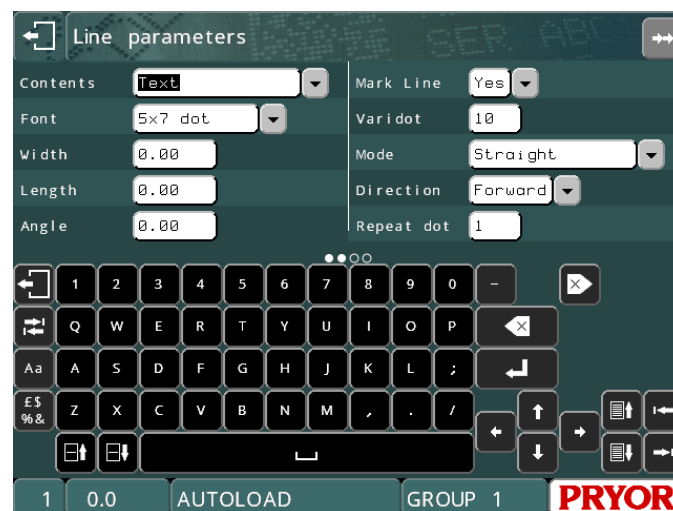 Line parameters
Contents Text Mark Line Yes
Font 5×7 dot Varidot 10
Width 0.00 Mode Straight
Length 0.00 Direction Forward
Angle 0.00 Repeat dot 1
1 2 3 4 5 6 7 8 9 0 -
Q W E R T Y U I O P
Aa A S D F G H J K L ;
£$
%& Z X C V B N M , . /
1 0.0 AUTOLOAD GROUP 1 PRYOR